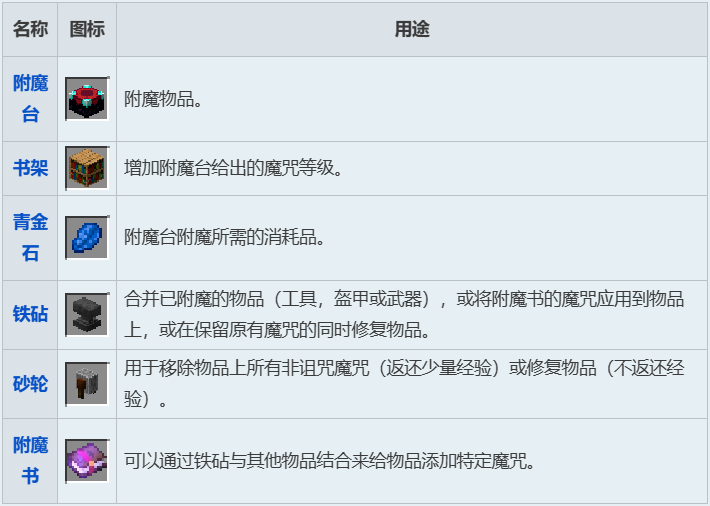 名称 图标 用途
附魔
台
附魔物品。
书架
增加附魔台给出的魔咒等级。
青金
石
附魔台附魔所需的消耗品。
铁砧
合并已附魔的物品（工具，盔甲或武器），或将附魔书的魔咒应用到物品
上，或在保留原有魔咒的同时修复物品。
砂轮
用于移除物品上所有非诅咒魔咒（返还少量经验）或修复物品（不返还经
验）。
附魔
书
可以通过铁砧与其他物品结合来给物品添加特定魔咒。